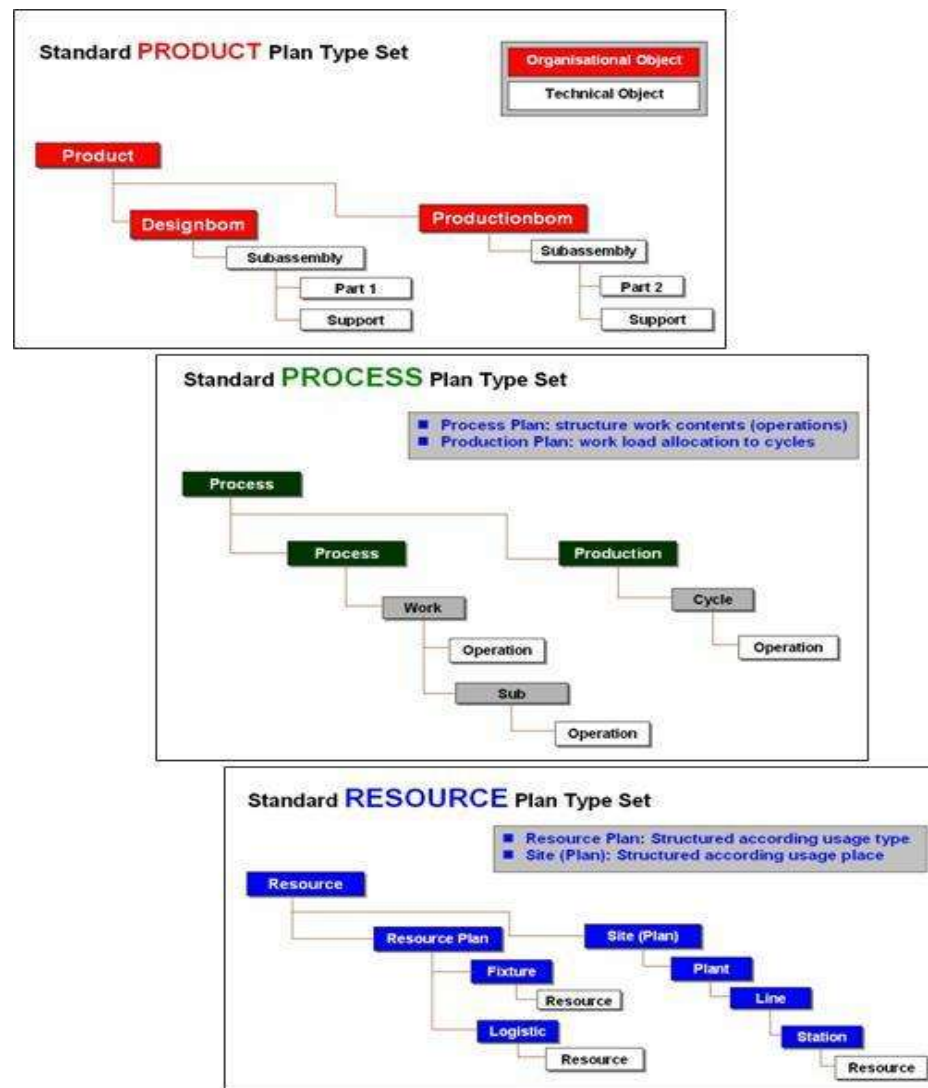 Standard PRODUCT Plan Type Set
Organisational Object
Technical Object
Product
Designbom
Productionbom
Subassembly
Subassembly
Part 1
Part 2
Support
Support
Standard PROCESS Plan Type Set
Process Plan: structure work contents (operations)
Production Plan: work load allocation to cycles
Process
Process
Production
Work
Cycle
Operation
Operation
Sub
Operation
Standard RESOURCE Plan Type Set
Resource Plan: Structured according usage type
Site (Plan): Structured according usage place
Resource
Resource Plan
Site (Plan)
Fixture
Plant
Resource
Line
Logistic
Station
Resource
Resource